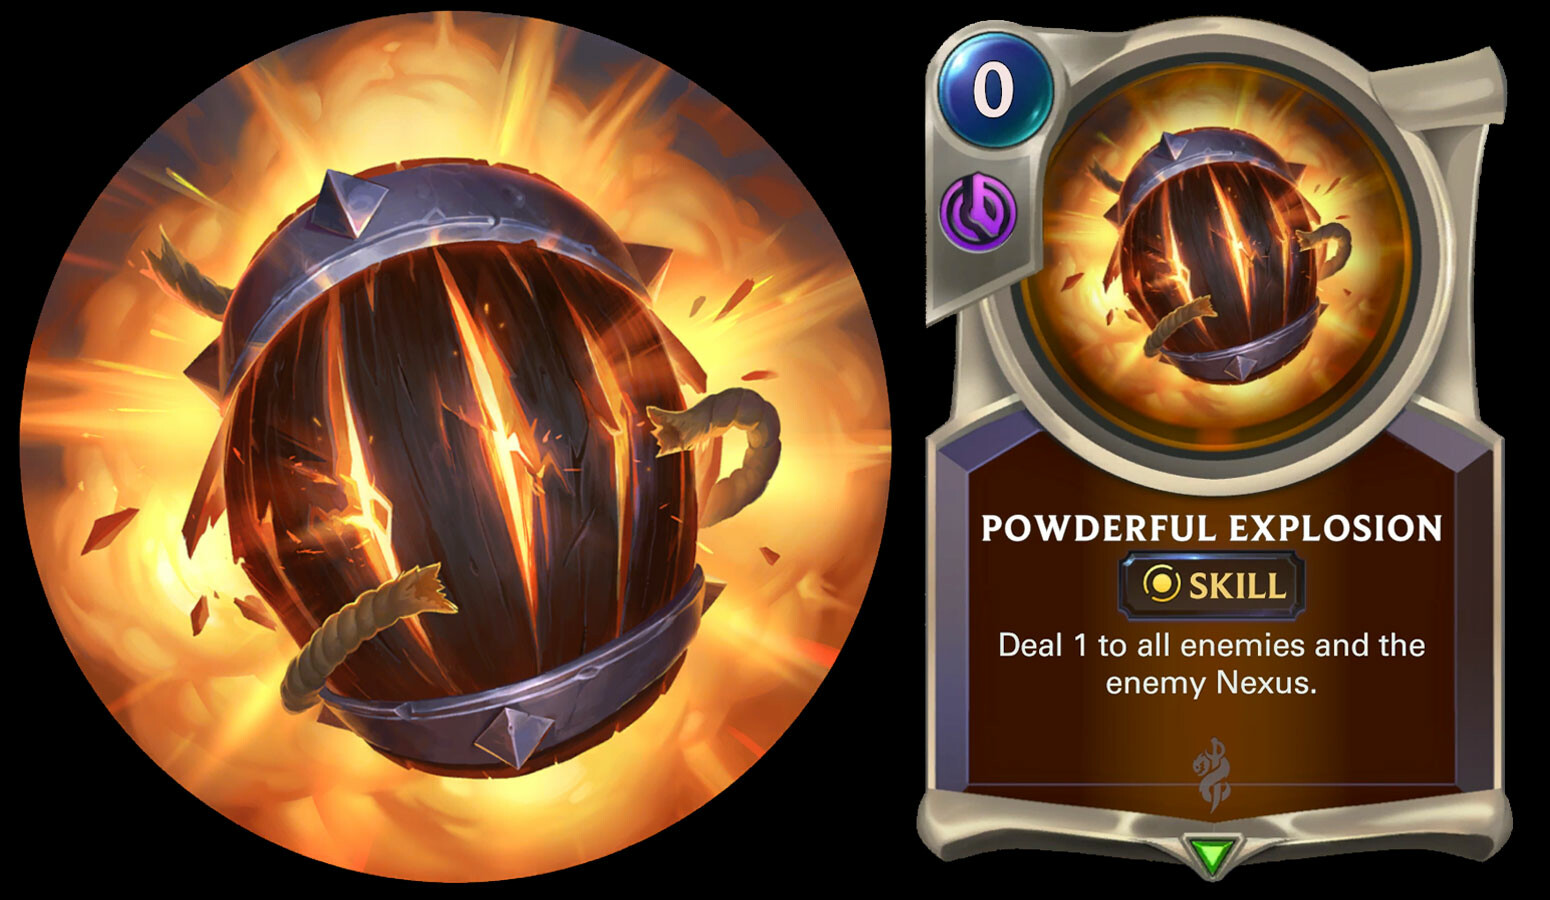 0
POWDERFUL EXPLOSION
SKILL
Deal 1 to all enemies and the
enemy Nexus.